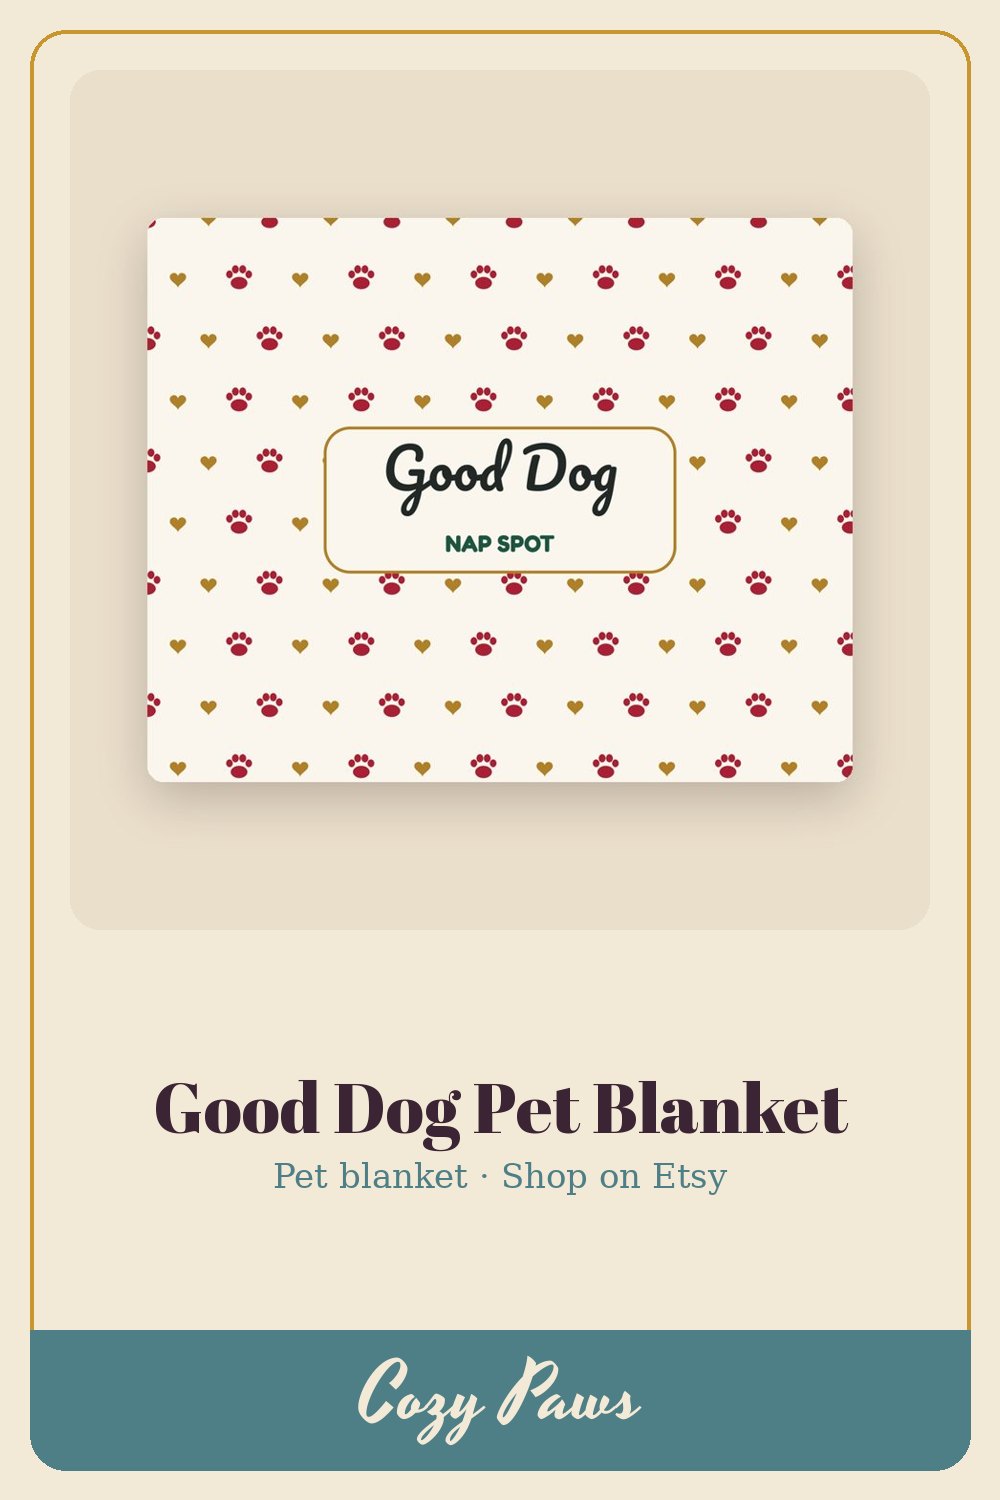 Good Dog
NAP SPOT
Good Dog Pet Blanket
Pet blanket · Shop on Etsy
Cozy Paws